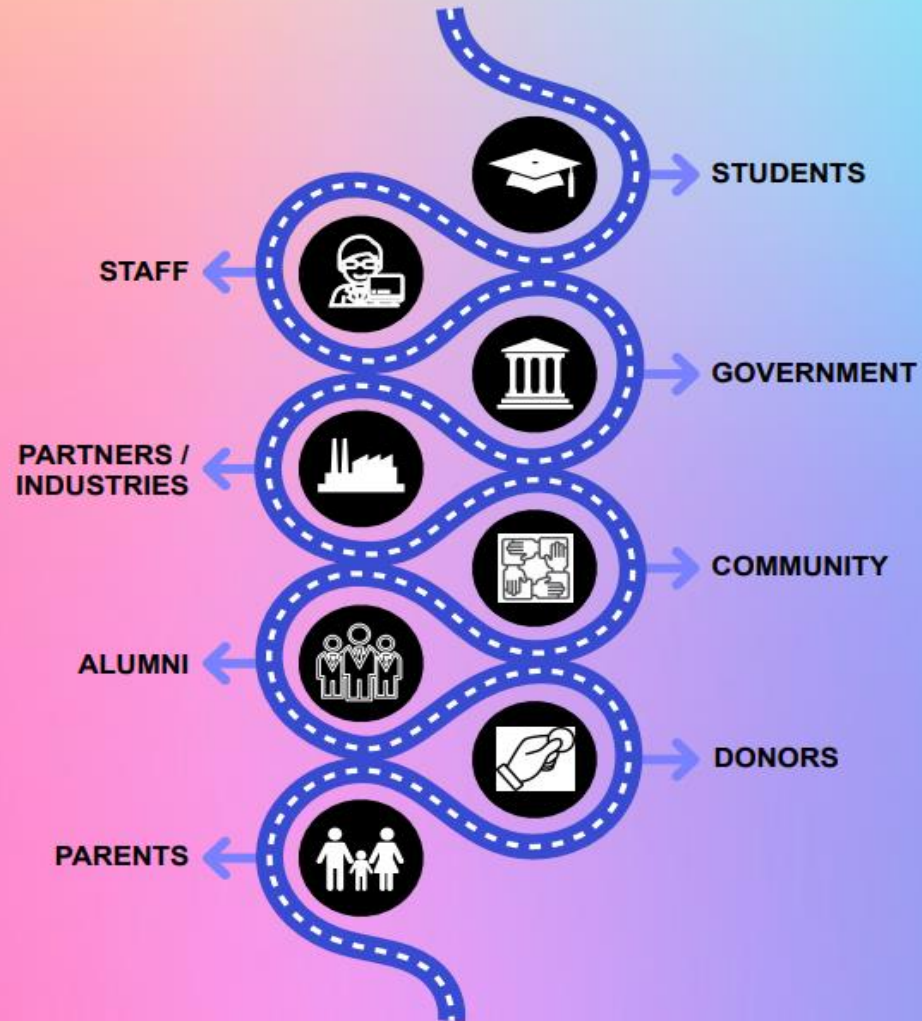 STUDENTS
STAFF
GOVERNMENT
PARTNERS /
INDUSTRIES
COMMUNITY
ALUMNI
DONORS
PARENTS